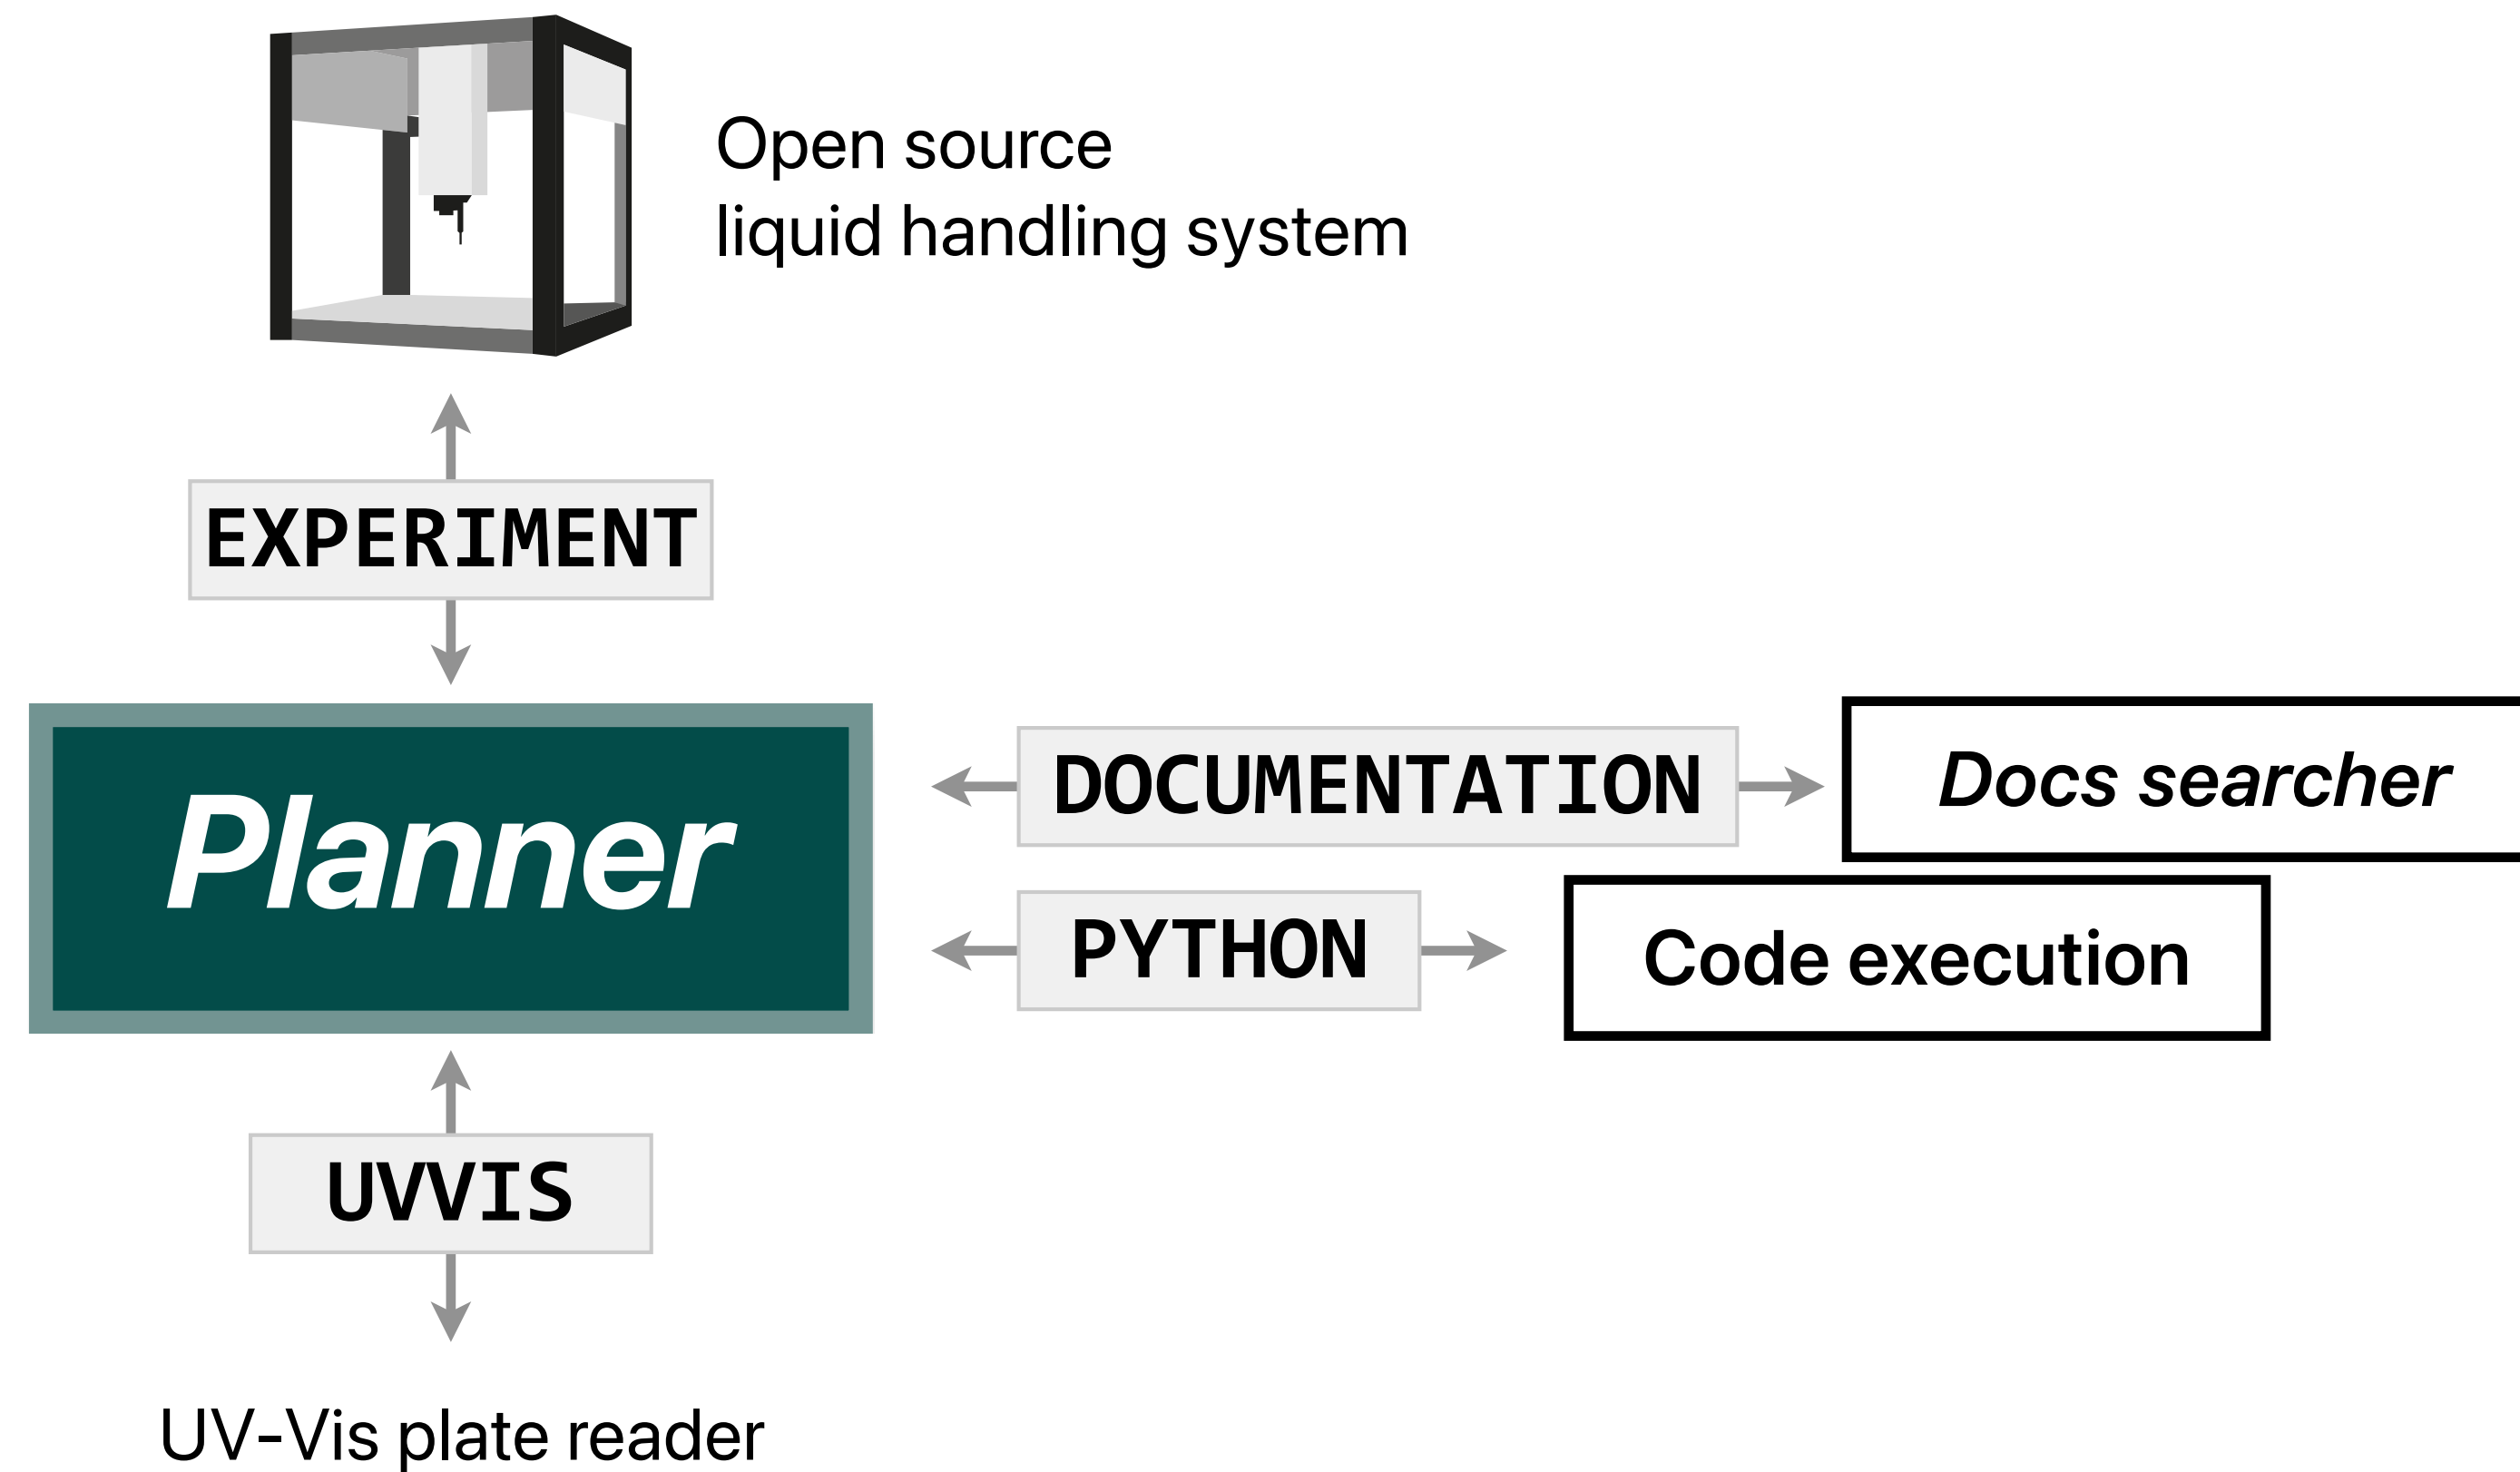 Open source
liquid handling system
EXPERIMENT
Planner
DOCUMENTATION
Docs searcher
PYTHON
Code execution
UVVIS
UV-Vis plate reader